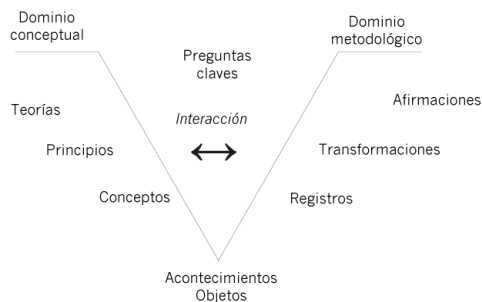 Dominio
conceptual
Dominio
metodológico
Preguntas
claves
Teorías
Afirmaciones
Interacción
Principios
Transformaciones
Conceptos
Registros
Acontecimientos
Objetos